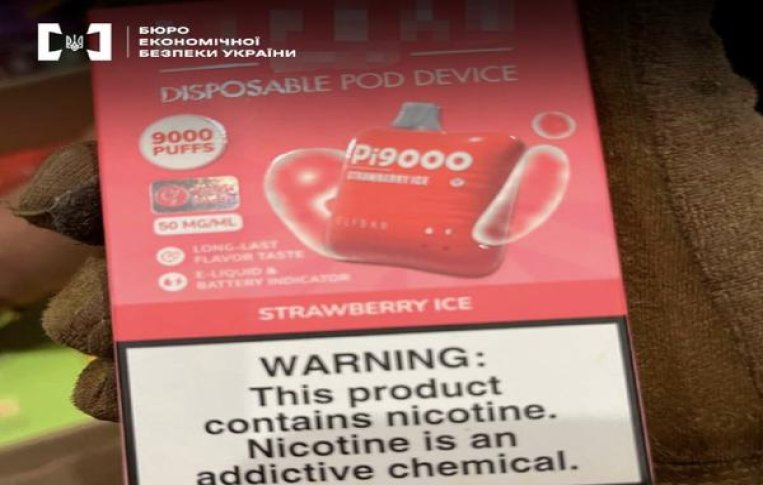 БЮРО
ЕКОНОМІЧНОЇ
БЕЗПЕКИ УКРАЇНИ
DISPOSABLE POD DEVICE
9000
PUFFS
Pi9000
STRAWBERRY ICE
ELFBAR
50 MG/ML
LONG-LAST
FLAVOR TASTE
E-LIQUID &
BATTERY INDICATOR
STRAWBERRY ICE
WARNING:
This product
contains nicotine.
Nicotine is an
addictive chemical.